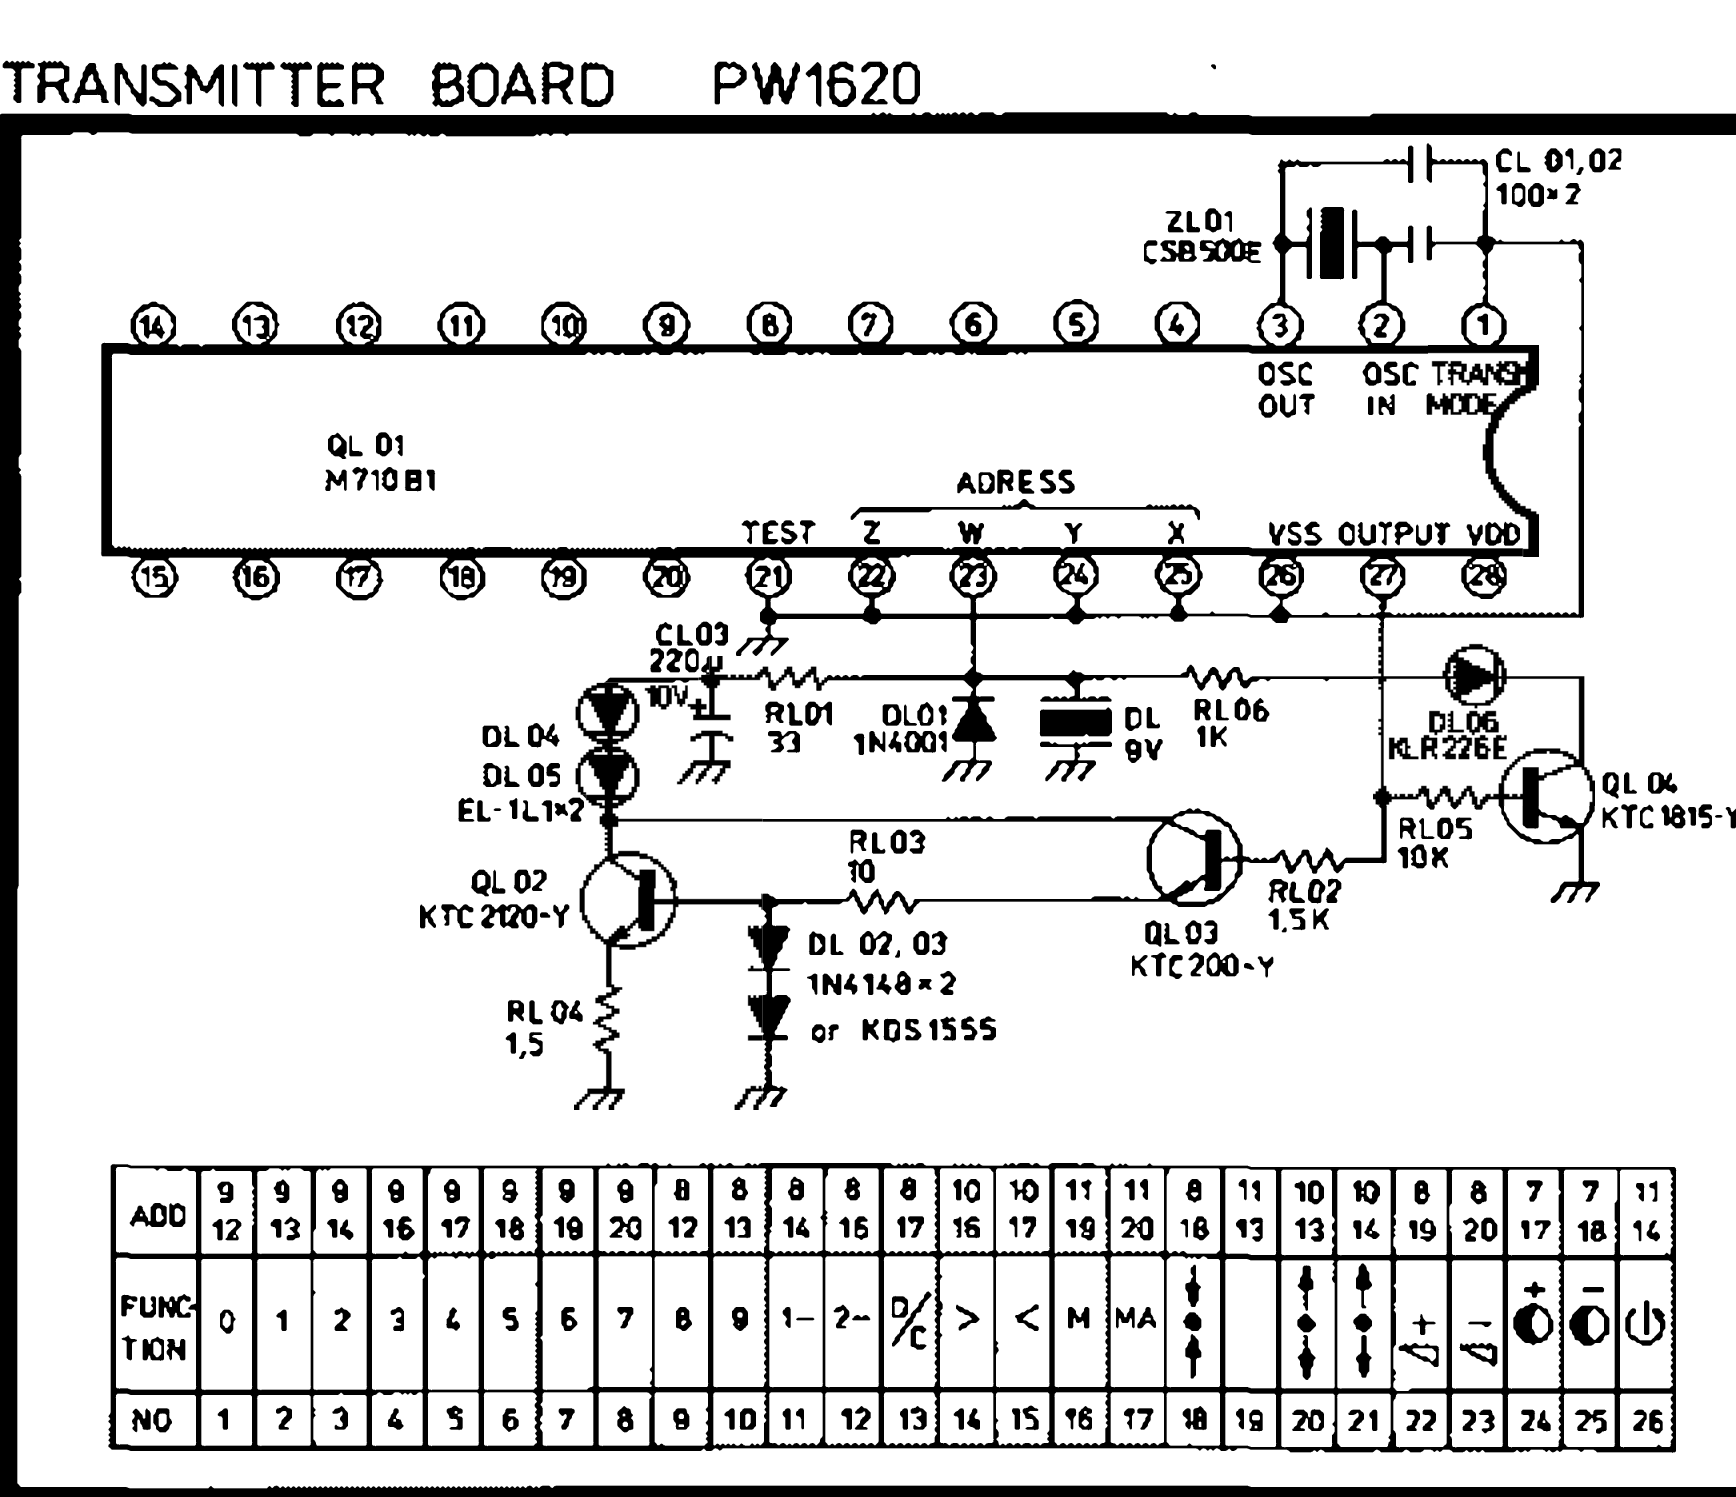 TRANSMITTER BOARD PW1620
CL 01,02
100×2
ZL01
CSB500E
14 13 12 11 10 9 8 7 6 5 4 3 2 1
OSC OUT
OSC IN
TRANSM MODE
QL 01
M710 B1
ADRESS
TEST Z W Y X VSS OUTPUT VDD
15 16 17 18 19 20 21 22 23 24 25 26 27 28
CL03
220µ
10V
+
RL01
33
DL01
1N4001
DL
9V
RL06
1K
DL06
KLR226E
DL 04
DL 05
EL-1L1×2
QL 04
KTC1815-Y
RL05
10K
RL03
10
QL 02
KTC2120-Y
RL02
1,5K
QL03
KTC200-Y
DL 02, 03
1N4148×2
or KDS1555
RL 04
1,5
ADD 9 9 9 9 9 9 9 9 8 8 8 8 8 10 10 11 11 8 11 10 10 8 8 7 7 11
12 13 14 16 17 18 19 20 12 13 14 16 17 16 17 19 20 18 13 13 14 19 20 17 18 14
FUNC-
TION 0 1 2 3 4 5 6 7 8 9 1- 2- D/C > < M MA + - + -
NO 1 2 3 4 5 6 7 8 9 10 11 12 13 14 15 16 17 18 19 20 21 22 23 24 25 26